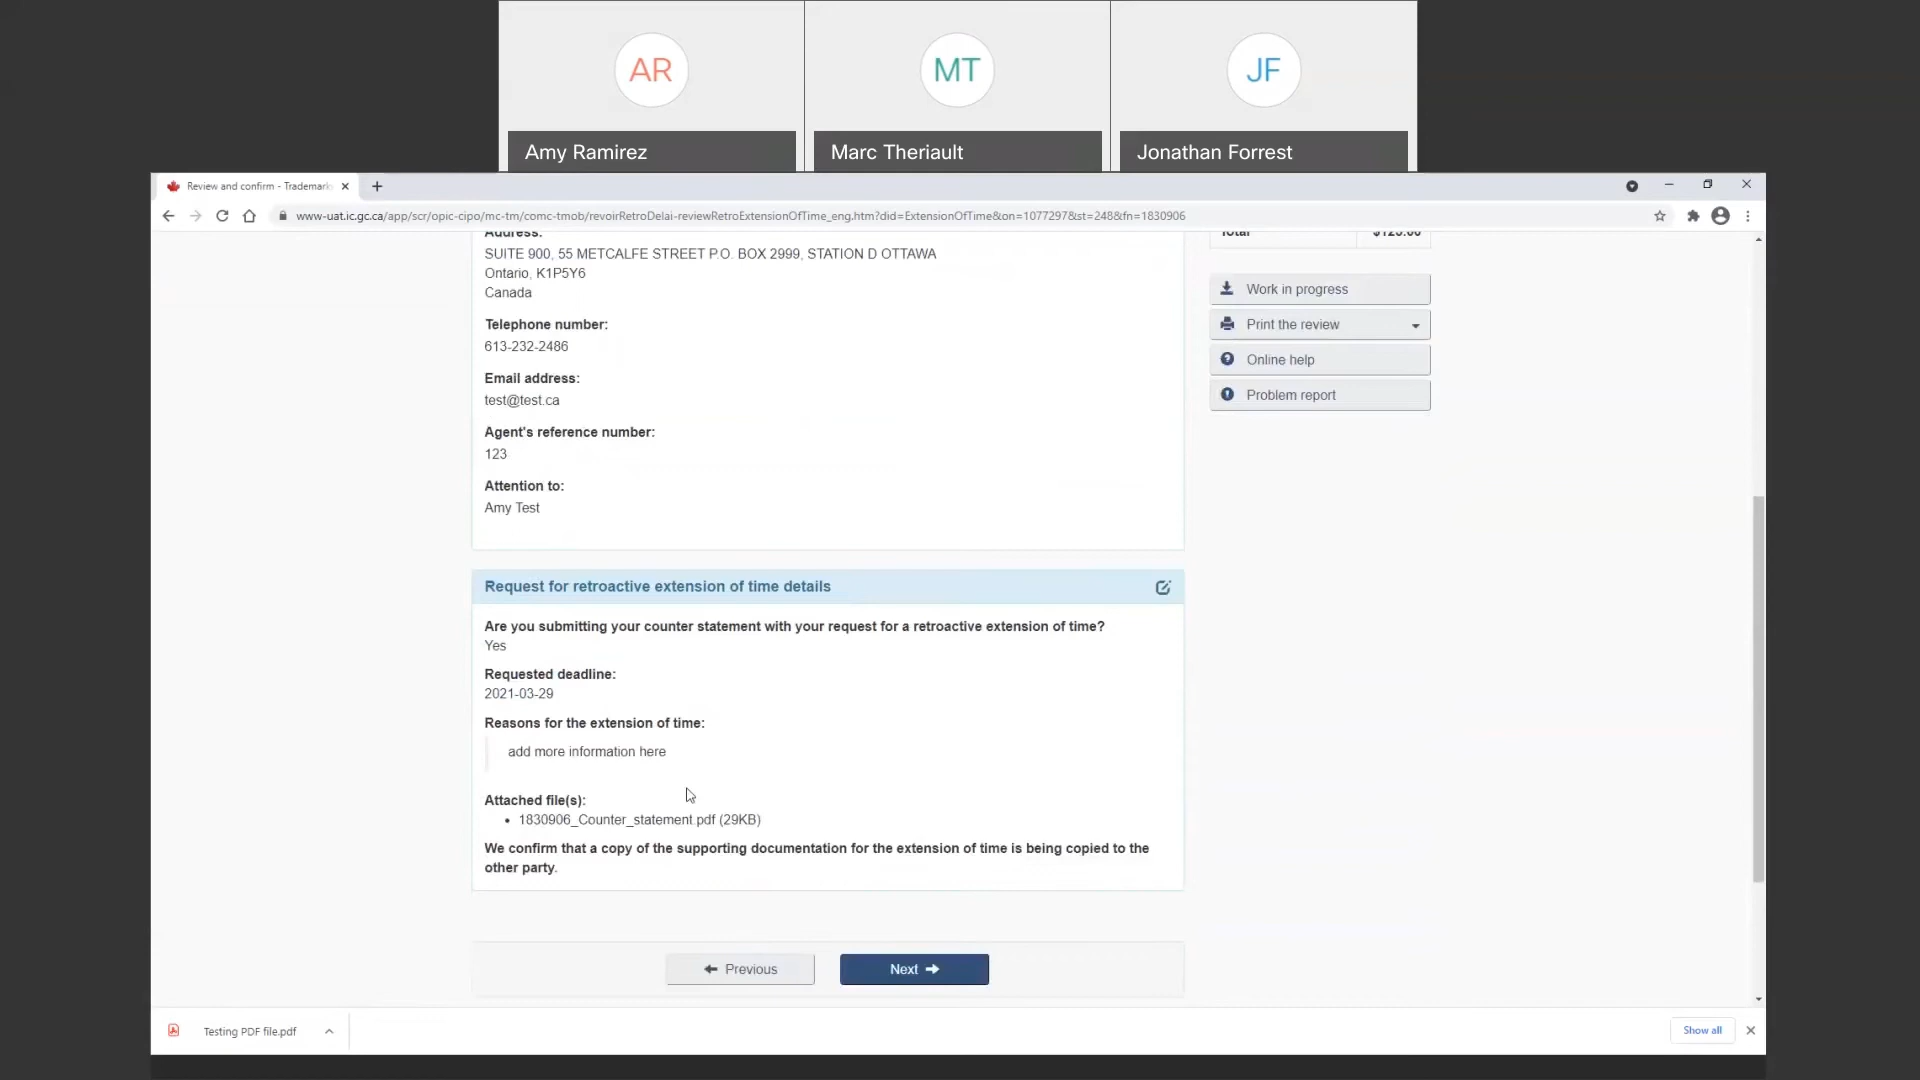 AR
MT
JF
Amy Ramirez
Marc Theriault
Jonathan Forrest
Review and confirm - Trademark
www-uat.ic.gc.ca/app/scr/opic-cipo/mc-tm/comc-tmob/revoirRetroDelai-reviewRetroExtensionOfTime_eng.htm?did=ExtensionOfTime&on=1077297&st=248&fn=1830906
Address:
SUITE 900, 55 METCALFE STREET P.O. BOX 2999, STATION D OTTAWA
Ontario, K1P5Y6
Canada
Telephone number:
613-232-2486
Email address:
test@test.ca
Agent's reference number:
123
Attention to:
Amy Test
Total $125.00
Work in progress
Print the review
Online help
Problem report
Request for retroactive extension of time details
Are you submitting your counter statement with your request for a retroactive extension of time?
Yes
Requested deadline:
2021-03-29
Reasons for the extension of time:
add more information here
Attached file(s):
• 1830906_Counter_statement.pdf (29KB)
We confirm that a copy of the supporting documentation for the extension of time is being copied to the
other party.
Previous
Next
Testing PDF file.pdf
Show all